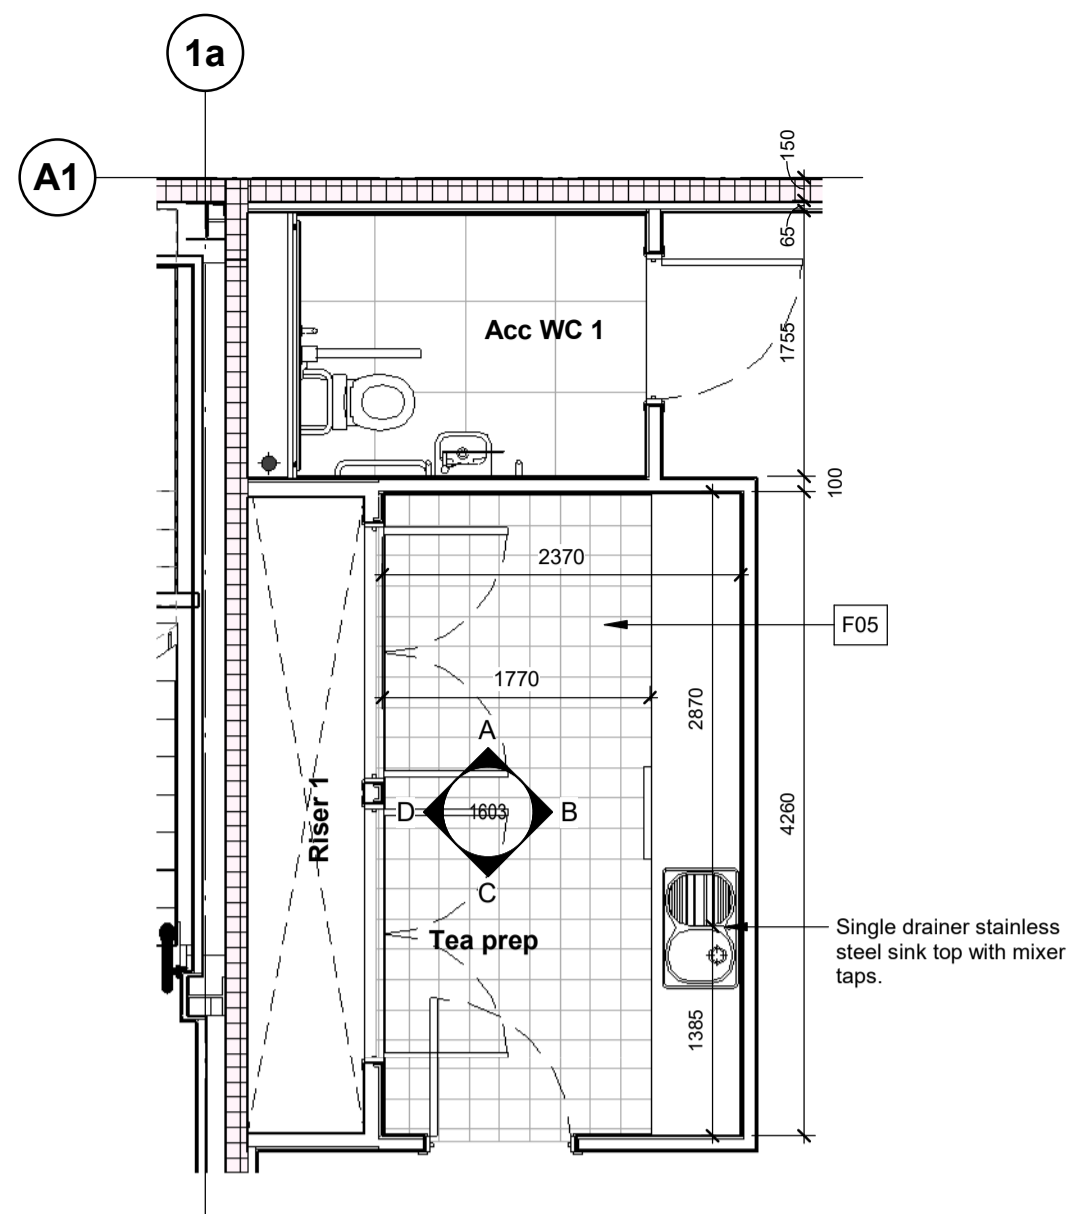 1a
A1
150
65
Acc WC 1
1755
100
2370
F05
1770
2870
A
D
1603
B
C
Riser 1
4260
Tea prep
Single drainer stainless
steel sink top with mixer
taps.
1385